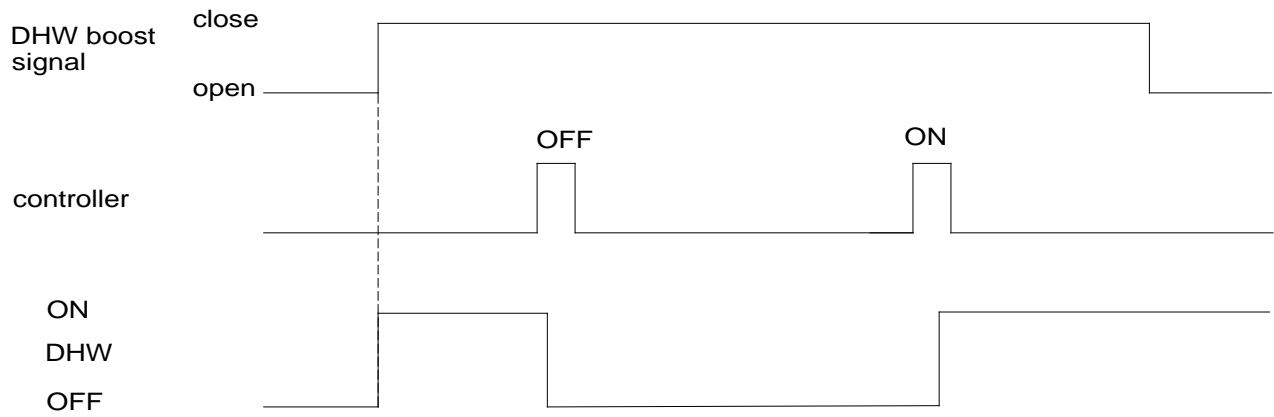 close
DHW boost
signal
open
OFF
ON
controller
ON
DHW
OFF